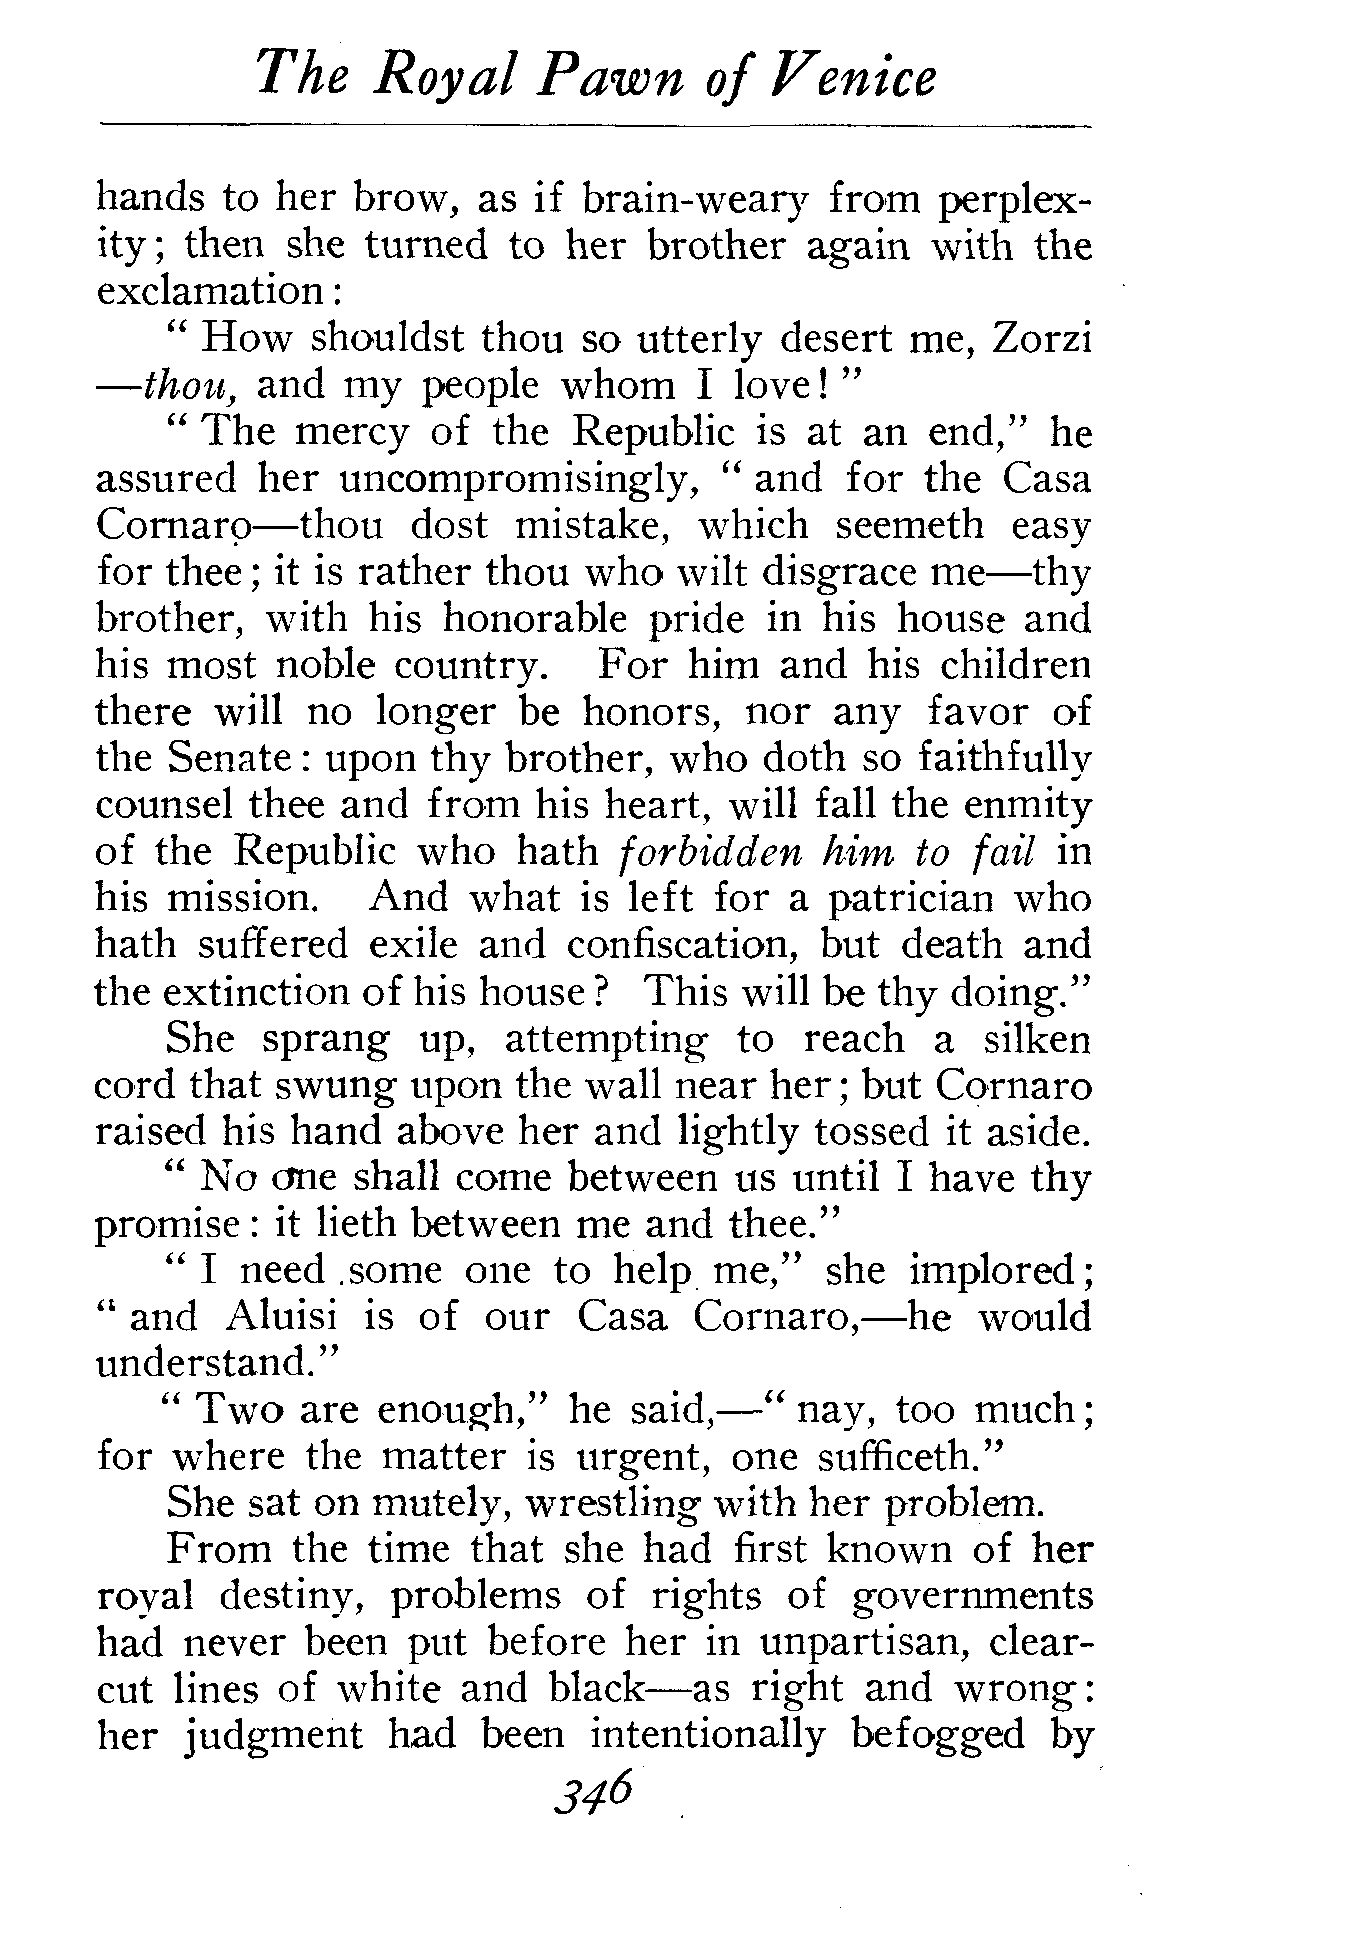 The Royal Pawn of Venice
hands to her brow, as if brain-weary from perplex-
ity; then she turned to her brother again with the
exclamation:
" How shouldst thou so utterly desert me, Zorzi
—thou, and my people whom I love! "
" The mercy of the Republic is at an end," he
assured her uncompromisingly, " and for the Casa
Cornaro—thou dost mistake, which seemeth easy
for thee; it is rather thou who wilt disgrace me—thy
brother, with his honorable pride in his house and
his most noble country. For him and his children
there will no longer be honors, nor any favor of
the Senate: upon thy brother, who doth so faithfully
counsel thee and from his heart, will fall the enmity
of the Republic who hath forbidden him to fail in
his mission. And what is left for a patrician who
hath suffered exile and confiscation, but death and
the extinction of his house? This will be thy doing."
She sprang up, attempting to reach a silken
cord that swung upon the wall near her; but Cornaro
raised his hand above her and lightly tossed it aside.
" No one shall come between us until I have thy
promise: it lieth between me and thee."
" I need some one to help me," she implored;
" and Aluisi is of our Casa Cornaro,—he would
understand."
" Two are enough," he said,—" nay, too much;
for where the matter is urgent, one sufficeth."
She sat on mutely, wrestling with her problem.
From the time that she had first known of her
royal destiny, problems of rights of governments
had never been put before her in unpartisan, clear-
cut lines of white and black—as right and wrong:
her judgment had been intentionally befogged by
346